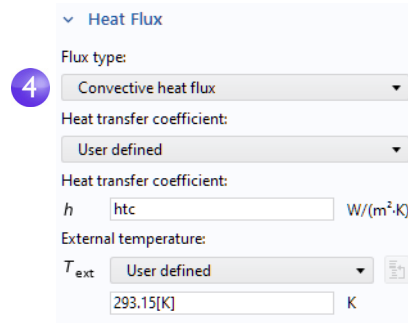 Heat Flux
Flux type:
4
Convective heat flux
Heat transfer coefficient:
User defined
Heat transfer coefficient:
h htc W/(m²·K)
External temperature:
T ext User defined
293.15[K] K